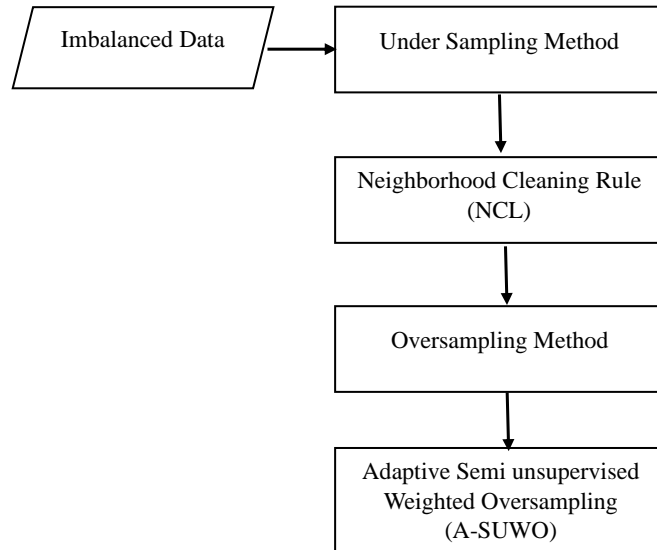 Imbalanced Data
Under Sampling Method
Neighborhood Cleaning Rule
(NCL)
Oversampling Method
Adaptive Semi unsupervised
Weighted Oversampling
(A-SUWO)